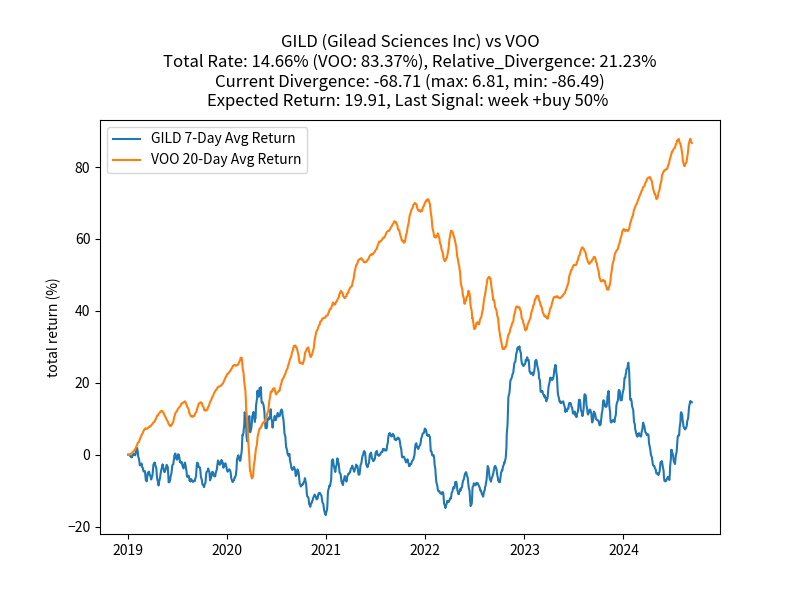 GILD (Gilead Sciences Inc) vs VOO
Total Rate: 14.66% (VOO: 83.37%), Relative_Divergence: 21.23%
Current Divergence: -68.71 (max: 6.81, min: -86.49)
Expected Return: 19.91, Last Signal: week +buy 50%
GILD 7-Day Avg Return
VOO 20-Day Avg Return
total return (%)
80
60
40
20
0
−20
2019 2020 2021 2022 2023 2024